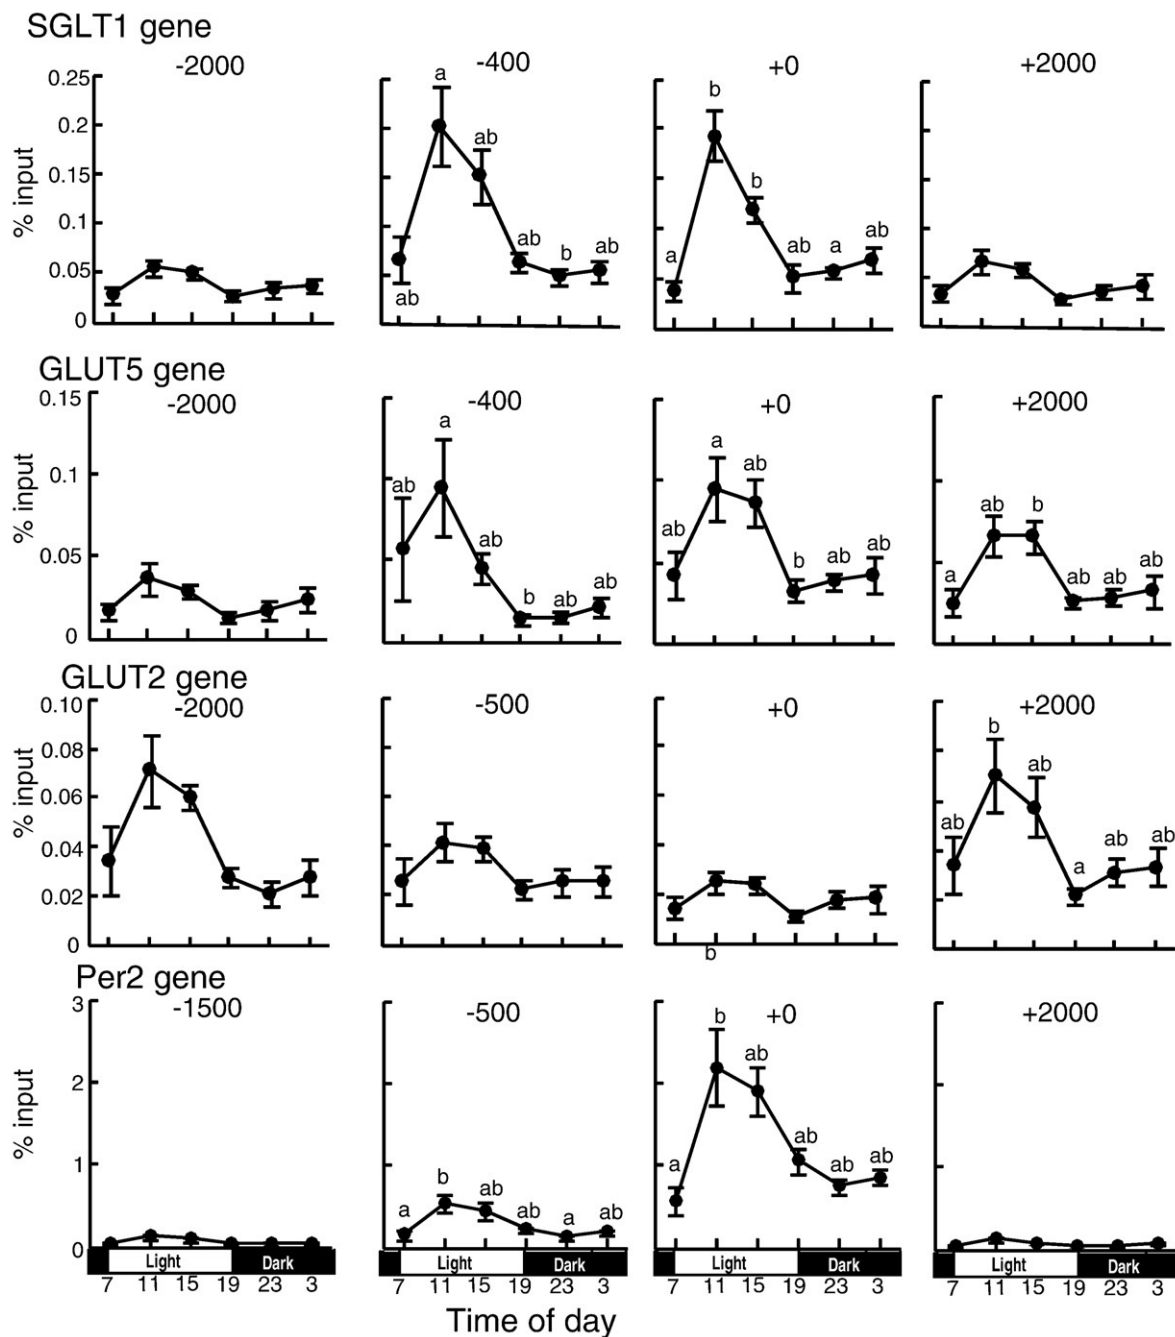 SGLT1 gene
-2000 -400 +0 +2000
% input
0.25
0.2
0.15
0.1
0.05
0
ab a ab ab b ab
a b b ab a ab
GLUT5 gene
-2000 -400 +0 +2000
% input
0.15
0.1
0.05
0
ab a ab b ab ab
ab a ab b ab ab
a ab b ab ab ab
GLUT2 gene
-2000 -500 +0 +2000
% input
0.10
0.08
0.06
0.04
0.02
0
b
ab b ab a ab ab
Per2 gene
-1500 -500 +0 +2000
% input
3
2
1
0
a b ab ab a ab
a b ab ab ab ab
Light Dark Light Dark Light Dark Light Dark
7 11 15 19 23 3 7 11 15 19 23 3 7 11 15 19 23 3 7 11 15 19 23 3
Time of day